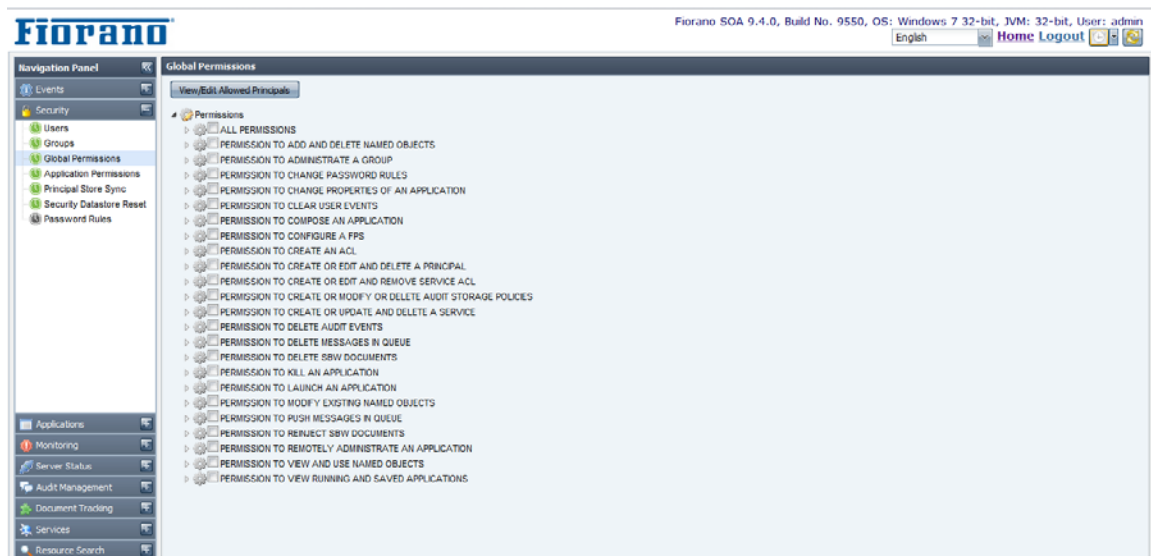 Fiorano
Fiorano SOA 9.4.0, Build No. 9550, OS: Windows 7 32-bit, JVM: 32-bit, User: admin
English Home Logout
Navigation Panel
Events
Security
Users
Groups
Global Permissions
Application Permissions
Principal Store Sync
Security Datastore Reset
Password Rules
Applications
Monitoring
Server Status
Audit Management
Document Tracking
Services
Resource Search
Global Permissions
View/Edit Allowed Principals
Permissions
ALL PERMISSIONS
PERMISSION TO ADD AND DELETE NAMED OBJECTS
PERMISSION TO ADMINISTRATE A GROUP
PERMISSION TO CHANGE PASSWORD RULES
PERMISSION TO CHANGE PROPERTIES OF AN APPLICATION
PERMISSION TO CLEAR USER EVENTS
PERMISSION TO COMPOSE AN APPLICATION
PERMISSION TO CONFIGURE A FPS
PERMISSION TO CREATE AN ACL
PERMISSION TO CREATE OR EDIT AND DELETE A PRINCIPAL
PERMISSION TO CREATE OR EDIT AND REMOVE SERVICE ACL
PERMISSION TO CREATE OR MODIFY OR DELETE AUDIT STORAGE POLICIES
PERMISSION TO CREATE OR UPDATE AND DELETE A SERVICE
PERMISSION TO DELETE AUDIT EVENTS
PERMISSION TO DELETE MESSAGES IN QUEUE
PERMISSION TO DELETE SBW DOCUMENTS
PERMISSION TO KILL AN APPLICATION
PERMISSION TO LAUNCH AN APPLICATION
PERMISSION TO MODIFY EXISTING NAMED OBJECTS
PERMISSION TO PUSH MESSAGES IN QUEUE
PERMISSION TO REINJECT SBW DOCUMENTS
PERMISSION TO REMOTELY ADMINISTRATE AN APPLICATION
PERMISSION TO VIEW AND USE NAMED OBJECTS
PERMISSION TO VIEW RUNNING AND SAVED APPLICATIONS